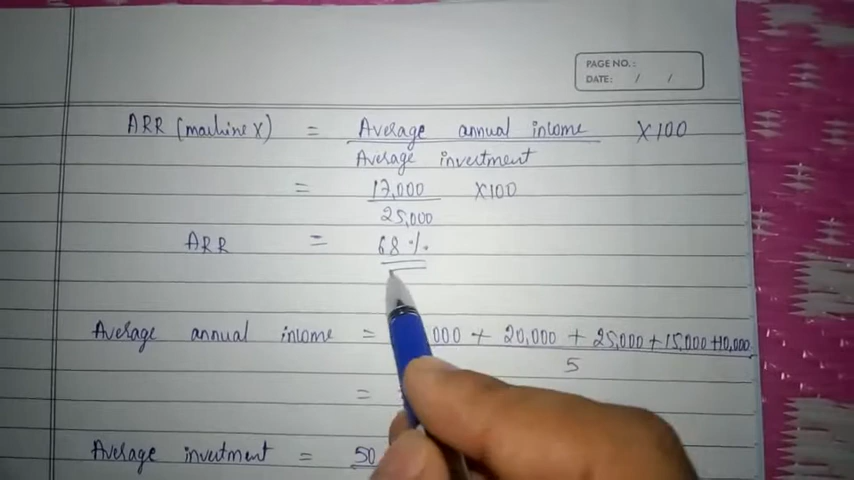 PAGE NO.:
DATE: / /
ARR (machine X) = Average annual income X100
Average investment
= 17,000 X100
25,000
ARR = 68 %.
Average annual income = 000 + 20,000 + 25,000 + 15,000 + 10,000
5
=
Average investment = 50